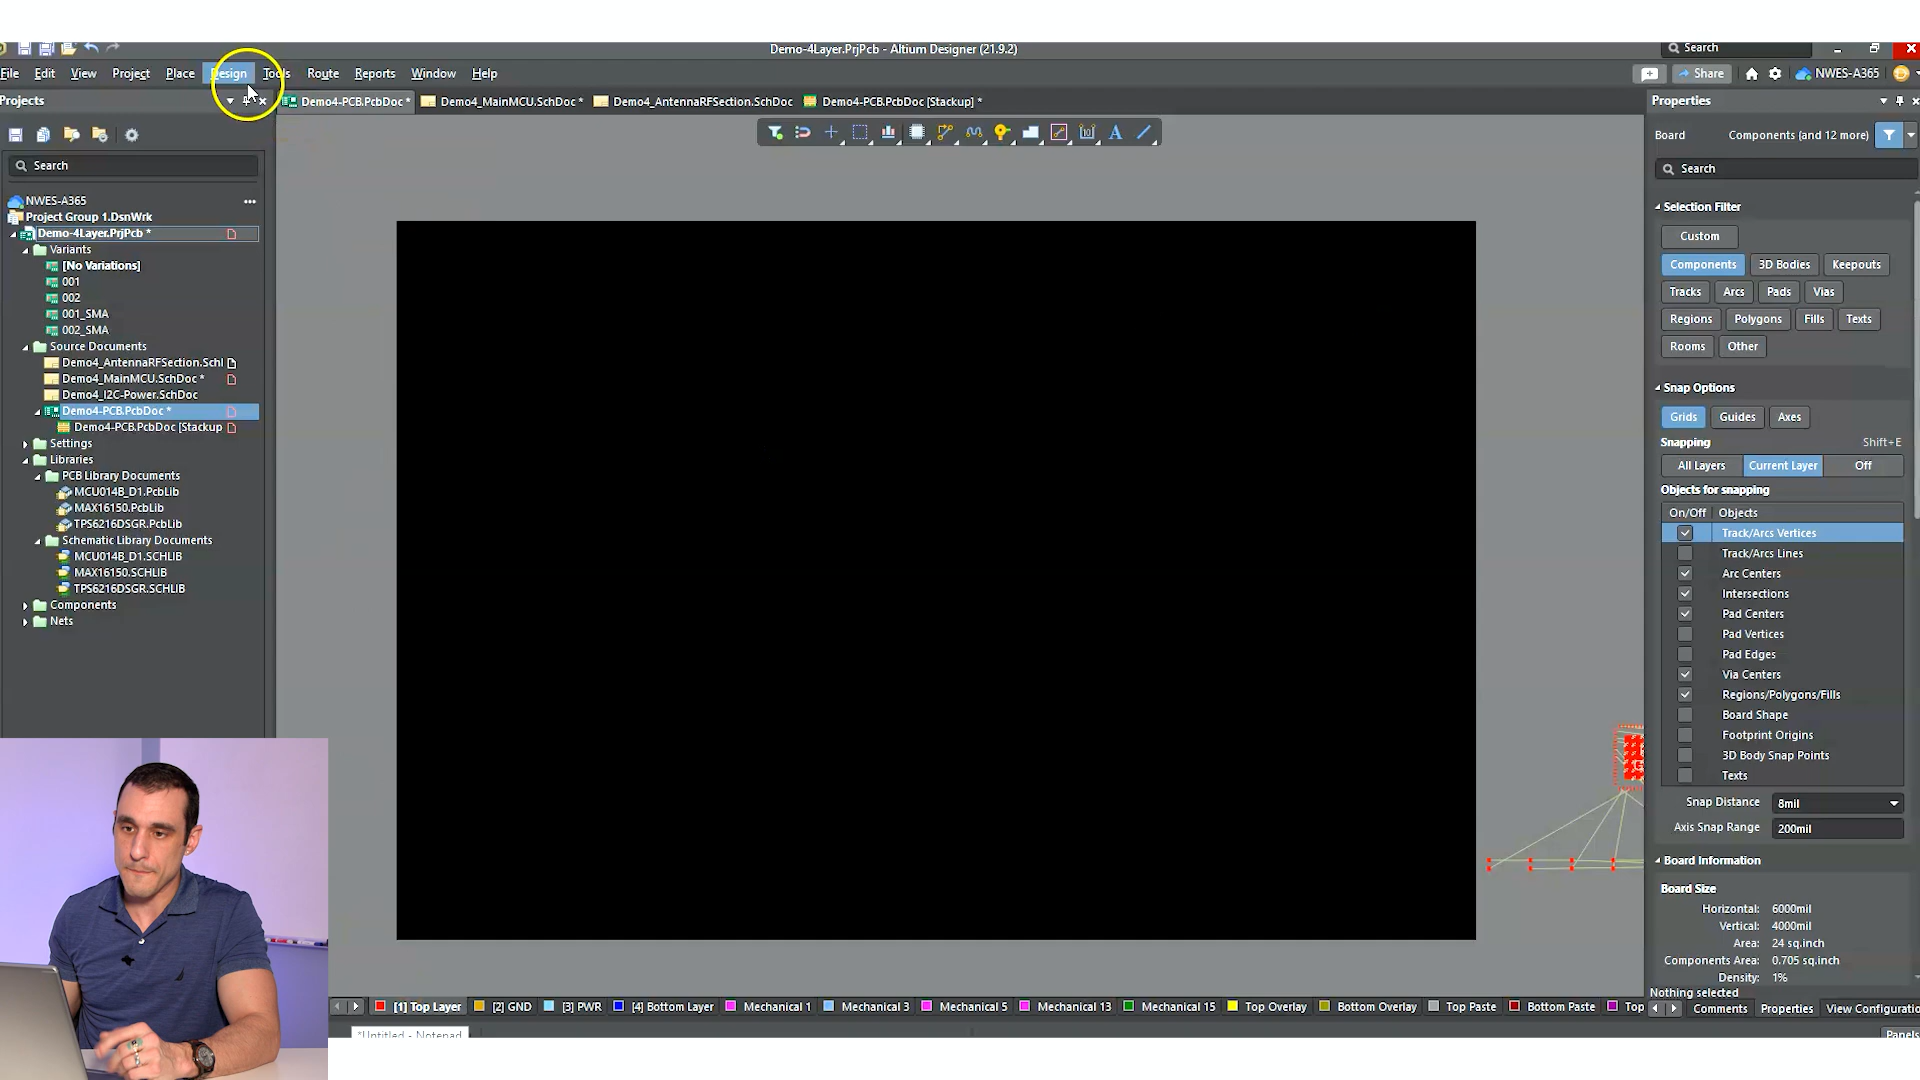 Demo-4Layer.PrjPcb - Altium Designer (21.9.2)
Search
File Edit View Project Place Design Tools Route Reports Window Help
Share
NWES-A365
Projects
Demo4-PCB.PcbDoc *
Demo4_MainMCU.SchDoc *
Demo4_AntennaRFSection.SchDoc
Demo4-PCB.PcbDoc [Stackup] *
Properties
Board
Components (and 12 more)
Search
Search
NWES-A365
Project Group 1.DsnWrk
Demo-4Layer.PrjPcb *
Variants
[No Variations]
001
002
001_SMA
002_SMA
Source Documents
Demo4_AntennaRFSection.SchI
Demo4_MainMCU.SchDoc *
Demo4_I2C-Power.SchDoc
Demo4-PCB.PcbDoc *
Demo4-PCB.PcbDoc [Stackup
Settings
Libraries
PCB Library Documents
MCU014B_D1.PcbLib
MAX16150.PcbLib
TPS6216DSGR.PcbLib
Schematic Library Documents
MCU014B_D1.SCHLIB
MAX16150.SCHLIB
TPS6216DSGR.SCHLIB
Components
Nets
Selection Filter
Custom
Components 3D Bodies Keepouts
Tracks Arcs Pads Vias
Regions Polygons Fills Texts
Rooms Other
Snap Options
Grids Guides Axes
Snapping Shift+E
All Layers Current Layer Off
Objects for snapping
On/Off Objects
Track/Arcs Vertices
Track/Arcs Lines
Arc Centers
Intersections
Pad Centers
Pad Vertices
Pad Edges
Via Centers
Regions/Polygons/Fills
Board Shape
Footprint Origins
3D Body Snap Points
Texts
Snap Distance 8mil
Axis Snap Range 200mil
Board Information
Board Size
Horizontal: 6000mil
Vertical: 4000mil
Area: 24 sq.inch
Components Area: 0.705 sq.inch
Density: 1%
Nothing selected
Components Properties View Configuratio
Panels
[1] Top Layer [2] GND [3] PWR [4] Bottom Layer Mechanical 1 Mechanical 3 Mechanical 5 Mechanical 13 Mechanical 15 Top Overlay Bottom Overlay Top Paste Bottom Paste Top
*Untitled - Notepad